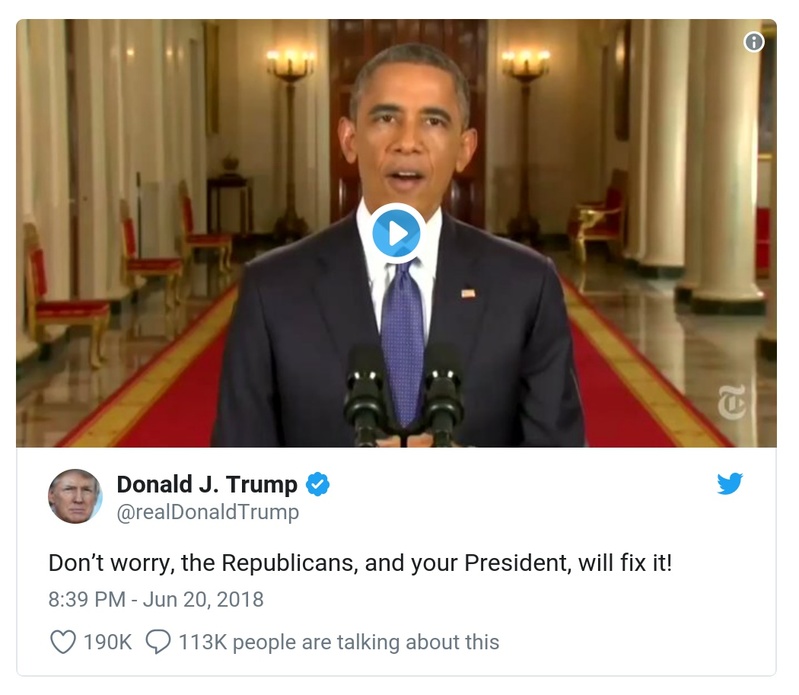 Donald J. Trump
@realDonaldTrump
Don’t worry, the Republicans, and your President, will fix it!
8:39 PM - Jun 20, 2018
190K 113K people are talking about this